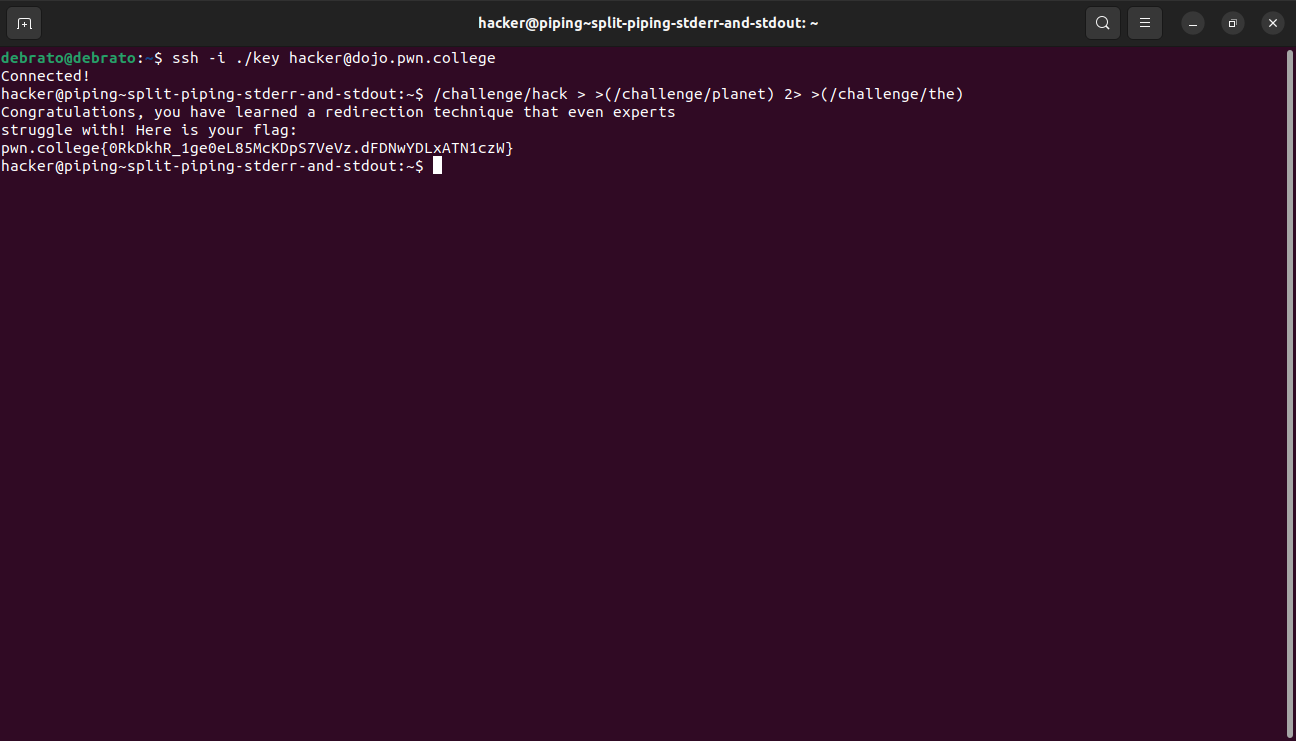 hacker@piping~split-piping-stderr-and-stdout: ~
debrato@debrato:~$ ssh -i ./key hacker@dojo.pwn.college
Connected!
hacker@piping~split-piping-stderr-and-stdout:~$ /challenge/hack > >(/challenge/planet) 2> >(/challenge/the)
Congratulations, you have learned a redirection technique that even experts
struggle with! Here is your flag:
pwn.college{0RkDkhR_1ge0eL85McKDpS7VeVz.dFDNwYDLxATN1czW}
hacker@piping~split-piping-stderr-and-stdout:~$